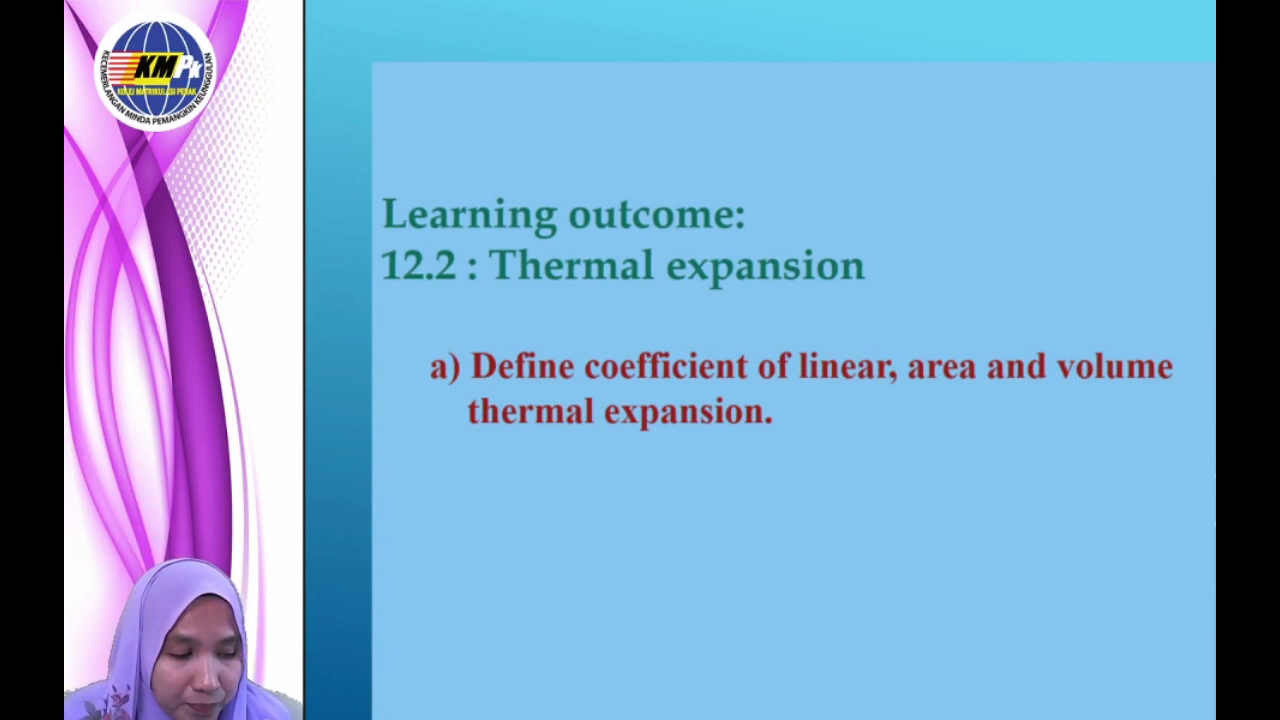 KMPk
KOLEJ MATRIKULASI PERAK
KECEMERLANGAN MINDA PEMANGKIN KEUNGGULAN
Learning outcome:
12.2 : Thermal expansion
a) Define coefficient of linear, area and volume
thermal expansion.